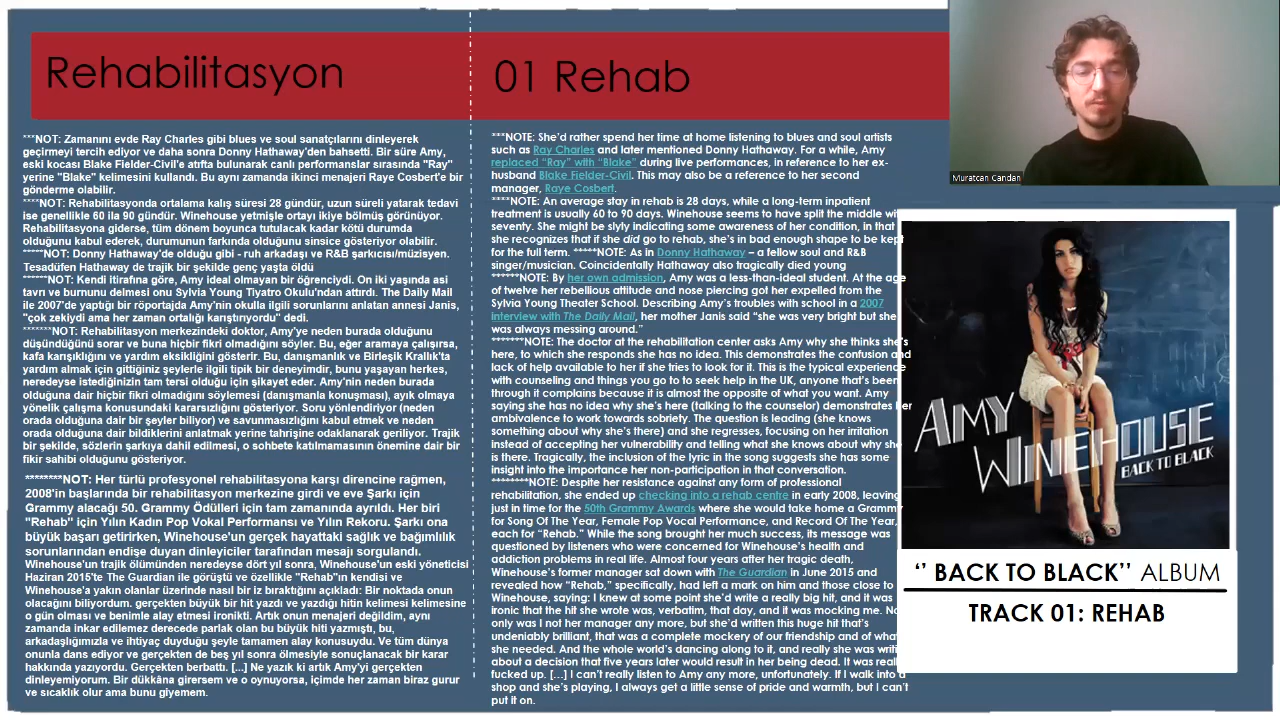 Rehabilitasyon
***NOT: Zamanını evde Ray Charles gibi blues ve soul sanatçılarını dinleyerek
geçirmeyi tercih ediyor ve daha sonra Donny Hathaway'den bahsetti. Bir süre Amy,
eski kocası Blake Fielder-Civil'e atıfta bulunarak canlı performanslar sırasında "Ray"
yerine "Blake" kelimesini kullandı. Bu aynı zamanda ikinci menajeri Raye Cosbert'e bir
gönderme olabilir.
****NOT: Rehabilitasyonda ortalama kalış süresi 28 gündür, uzun süreli yatarak tedavi
ise genellikle 60 ila 90 gündür. Winehouse yetmişle ortayı ikiye bölmüş görünüyor.
Rehabilitasyona giderse, tüm dönem boyunca tutulacak kadar kötü durumda
olduğunu kabul ederek, durumunun farkında olduğunu sinsice gösteriyor olabilir.
*****NOT: Donny Hathaway'de olduğu gibi - ruh arkadaşı ve R&B şarkıcısı/müzisyen.
Tesadüfen Hathaway de trajik bir şekilde genç yaşta öldü
******NOT: Kendi itirafına göre, Amy ideal olmayan bir öğrenciydi. On iki yaşında asi
tavrı ve burnunu delmesi onu Sylvia Young Tiyatro Okulu'ndan attırdı. The Daily Mail
ile 2007'de yaptığı bir röportajda Amy'nin okulla ilgili sorunlarını anlatan annesi Janis,
"çok zekiydi ama her zaman ortalığı karıştırıyordu" dedi.
*******NOT: Rehabilitasyon merkezindeki doktor, Amy'ye neden burada olduğunu
düşündüğünü sorar ve buna hiçbir fikri olmadığını söyler. Bu, eğer aramaya çalışırsa,
kafa karışıklığını ve yardım eksikliğini gösterir. Bu, danışmanlık ve Birleşik Krallık'ta
yardım almak için gittiğiniz şeylerle ilgili tipik bir deneyimdir, bunu yaşayan herkes,
neredeyse istediğinizin tam tersi olduğu için şikayet eder. Amy'nin neden burada
olduğuna dair hiçbir fikri olmadığını söylemesi (danışmanla konuşması), ayık olmaya
yönelik çalışma konusundaki kararsızlığını gösteriyor. Soru yönlendiriyor (neden
orada olduğuna dair bir şeyler biliyor) ve savunmasızlığını kabul etmek ve neden
orada olduğuna dair bildiklerini anlatmak yerine tahrişine odaklanarak geriliyor. Trajik
bir şekilde, sözlerin şarkıya dahil edilmesi, o sohbete katılmamasının önemine dair bir
fikir sahibi olduğunu gösteriyor.
********NOT: Her türlü profesyonel rehabilitasyona karşı direncine rağmen,
2008'in başlarında bir rehabilitasyon merkezine girdi ve eve Şarkı için
Grammy alacağı 50. Grammy Ödülleri için tam zamanında ayrıldı. Her biri
"Rehab" için Yılın Kadın Pop Vokal Performansı ve Yılın Rekoru. Şarkı ona
büyük başarı getirirken, Winehouse'un gerçek hayattaki sağlık ve bağımlılık
sorunlarından endişe duyan dinleyiciler tarafından mesajı sorgulandı.
Winehouse'un trajik ölümünden neredeyse dört yıl sonra, Winehouse'un eski yöneticisi
Haziran 2015'te The Guardian ile görüştü ve özellikle "Rehab"ın kendisi ve
Winehouse'a yakın olanlar üzerinde nasıl bir iz bıraktığını açıkladı: Bir noktada onun
olacağını biliyordum. gerçekten büyük bir hit yazdı ve yazdığı hitin kelimesi kelimesine
o gün olması ve benimle alay etmesi ironikti. Artık onun menajeri değildim, aynı
zamanda inkar edilemez derecede parlak olan bu büyük hiti yazmıştı, bu,
arkadaşlığımızla ve ihtiyaç duyduğu şeyle tamamen alay konusuydu. Ve tüm dünya
onunla dans ediyor ve gerçekten de beş yıl sonra ölmesiyle sonuçlanacak bir karar
hakkında yazıyordu. Gerçekten berbattı. [...] Ne yazık ki artık Amy'yi gerçekten
dinleyemiyorum. Bir dükkâna girersem ve o oynuyorsa, içimde her zaman biraz gurur
ve sıcaklık olur ama bunu giyemem.
01 Rehab
***NOTE: She'd rather spend her time at home listening to blues and soul artists
such as Ray Charles and later mentioned Donny Hathaway. For a while, Amy
replaced "Ray" with "Blake" during live performances, in reference to her ex-
husband Blake Fielder-Civil. This may also be a reference to her second
manager, Raye Cosbert.
****NOTE: An average stay in rehab is 28 days, while a long-term inpatient
treatment is usually 60 to 90 days. Winehouse seems to have split the middle with
seventy. She might be slyly indicating some awareness of her condition, in that
she recognizes that if she did go to rehab, she's in bad enough shape to be kept
for the full term. *****NOTE: As in Donny Hathaway – a fellow soul and R&B
singer/musician. Coincidentally Hathaway also tragically died young
******NOTE: By her own admission, Amy was a less-than-ideal student. At the age
of twelve her rebellious attitude and nose piercing got her expelled from the
Sylvia Young Theater School. Describing Amy's troubles with school in a 2007
interview with The Daily Mail, her mother Janis said "she was very bright but she
was always messing around."
*******NOTE: The doctor at the rehabilitation center asks Amy why she thinks she's
here, to which she responds she has no idea. This demonstrates the confusion and
lack of help available to her if she tries to look for it. This is the typical experience
with counseling and things you go to to seek help in the UK, anyone that's been
through it complains because it is almost the opposite of what you want. Amy
saying she has no idea why she's here (talking to the counselor) demonstrates her
ambivalence to work towards sobriety. The question is leading (she knows
something about why she's there) and she regresses, focusing on her irritation
instead of accepting her vulnerability and telling what she knows about why she
is there. Tragically, the inclusion of the lyric in the song suggests she has some
insight into the importance her non-participation in that conversation.
********NOTE: Despite her resistance against any form of professional
rehabilitation, she ended up checking into a rehab centre in early 2008, leaving
just in time for the 50th Grammy Awards where she would take home a Grammy
for Song Of The Year, Female Pop Vocal Performance, and Record Of The Year,
each for "Rehab." While the song brought her much success, its message was
questioned by listeners who were concerned for Winehouse's health and
addiction problems in real life. Almost four years after her tragic death,
Winehouse's former manager sat down with The Guardian in June 2015 and
revealed how "Rehab," specifically, had left a mark on him and those close to
Winehouse, saying: I knew at some point she'd write a really big hit, and it was
ironic that the hit she wrote was, verbatim, that day, and it was mocking me. No
only was I not her manager any more, but she'd written this huge hit that's
undeniably brilliant, that was a complete mockery of our friendship and of what
she needed. And the whole world's dancing along to it, and really she was writi
about a decision that five years later would result in her being dead. It was reall
fucked up. […] I can't really listen to Amy any more, unfortunately. If I walk into a
shop and she's playing, I always get a little sense of pride and warmth, but I can't
put it on.
Muratcan Candan
AMY
WINEHOUSE
BACK TO BLACK
‘’ BACK TO BLACK’’ ALBUM
TRACK 01: REHAB